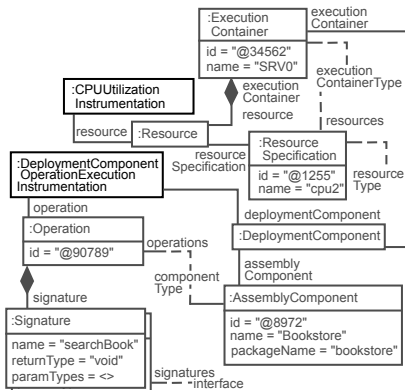 :Execution
Container
id = "@34562"
name = "SRV0"
execution
Container
execution
ContainerType
:CPUUtilization
Instrumentation
execution
Container
resource
resources
resource
:Resource
resource
Specification
:Resource
Specification
id = "@1255"
name = "cpu2"
resource
Type
:DeploymentComponent
OperationExecution
Instrumentation
operation
deploymentComponent
:Operation
id = "@90789"
operations
:DeploymentComponent
component
Type
assembly
Component
signature
:AssemblyComponent
id = "@8972"
name = "Bookstore"
packageName = "bookstore"
:Signature
name = "searchBook"
returnType = "void"
paramTypes = <>
signatures
interface